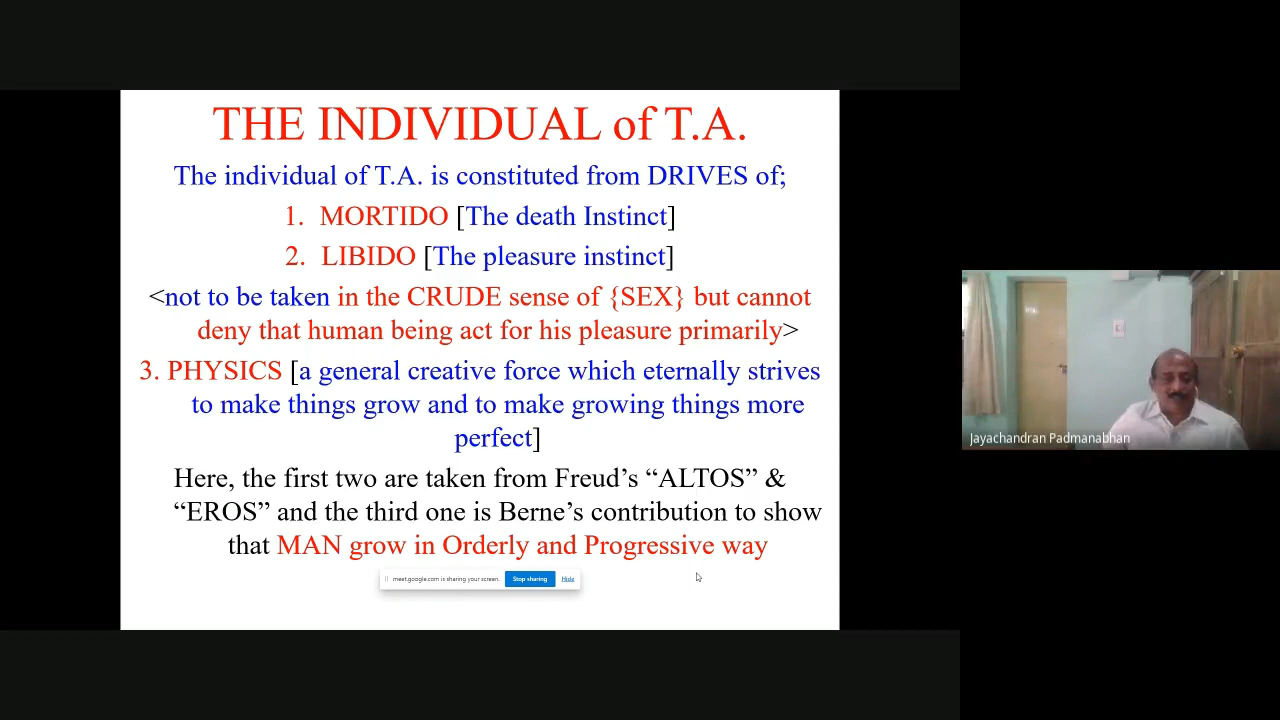 THE INDIVIDUAL of T.A.
The individual of T.A. is constituted from DRIVES of;
1. MORTIDO [The death Instinct]
2. LIBIDO [The pleasure instinct]
<not to be taken in the CRUDE sense of {SEX} but cannot
deny that human being act for his pleasure primarily>
3. PHYSICS [a general creative force which eternally strives
to make things grow and to make growing things more
perfect]
Here, the first two are taken from Freud’s “ALTOS” &
“EROS” and the third one is Berne’s contribution to show
that MAN grow in Orderly and Progressive way
meet.google.com is sharing your screen. Stop sharing Hide
Jayachandran Padmanabhan